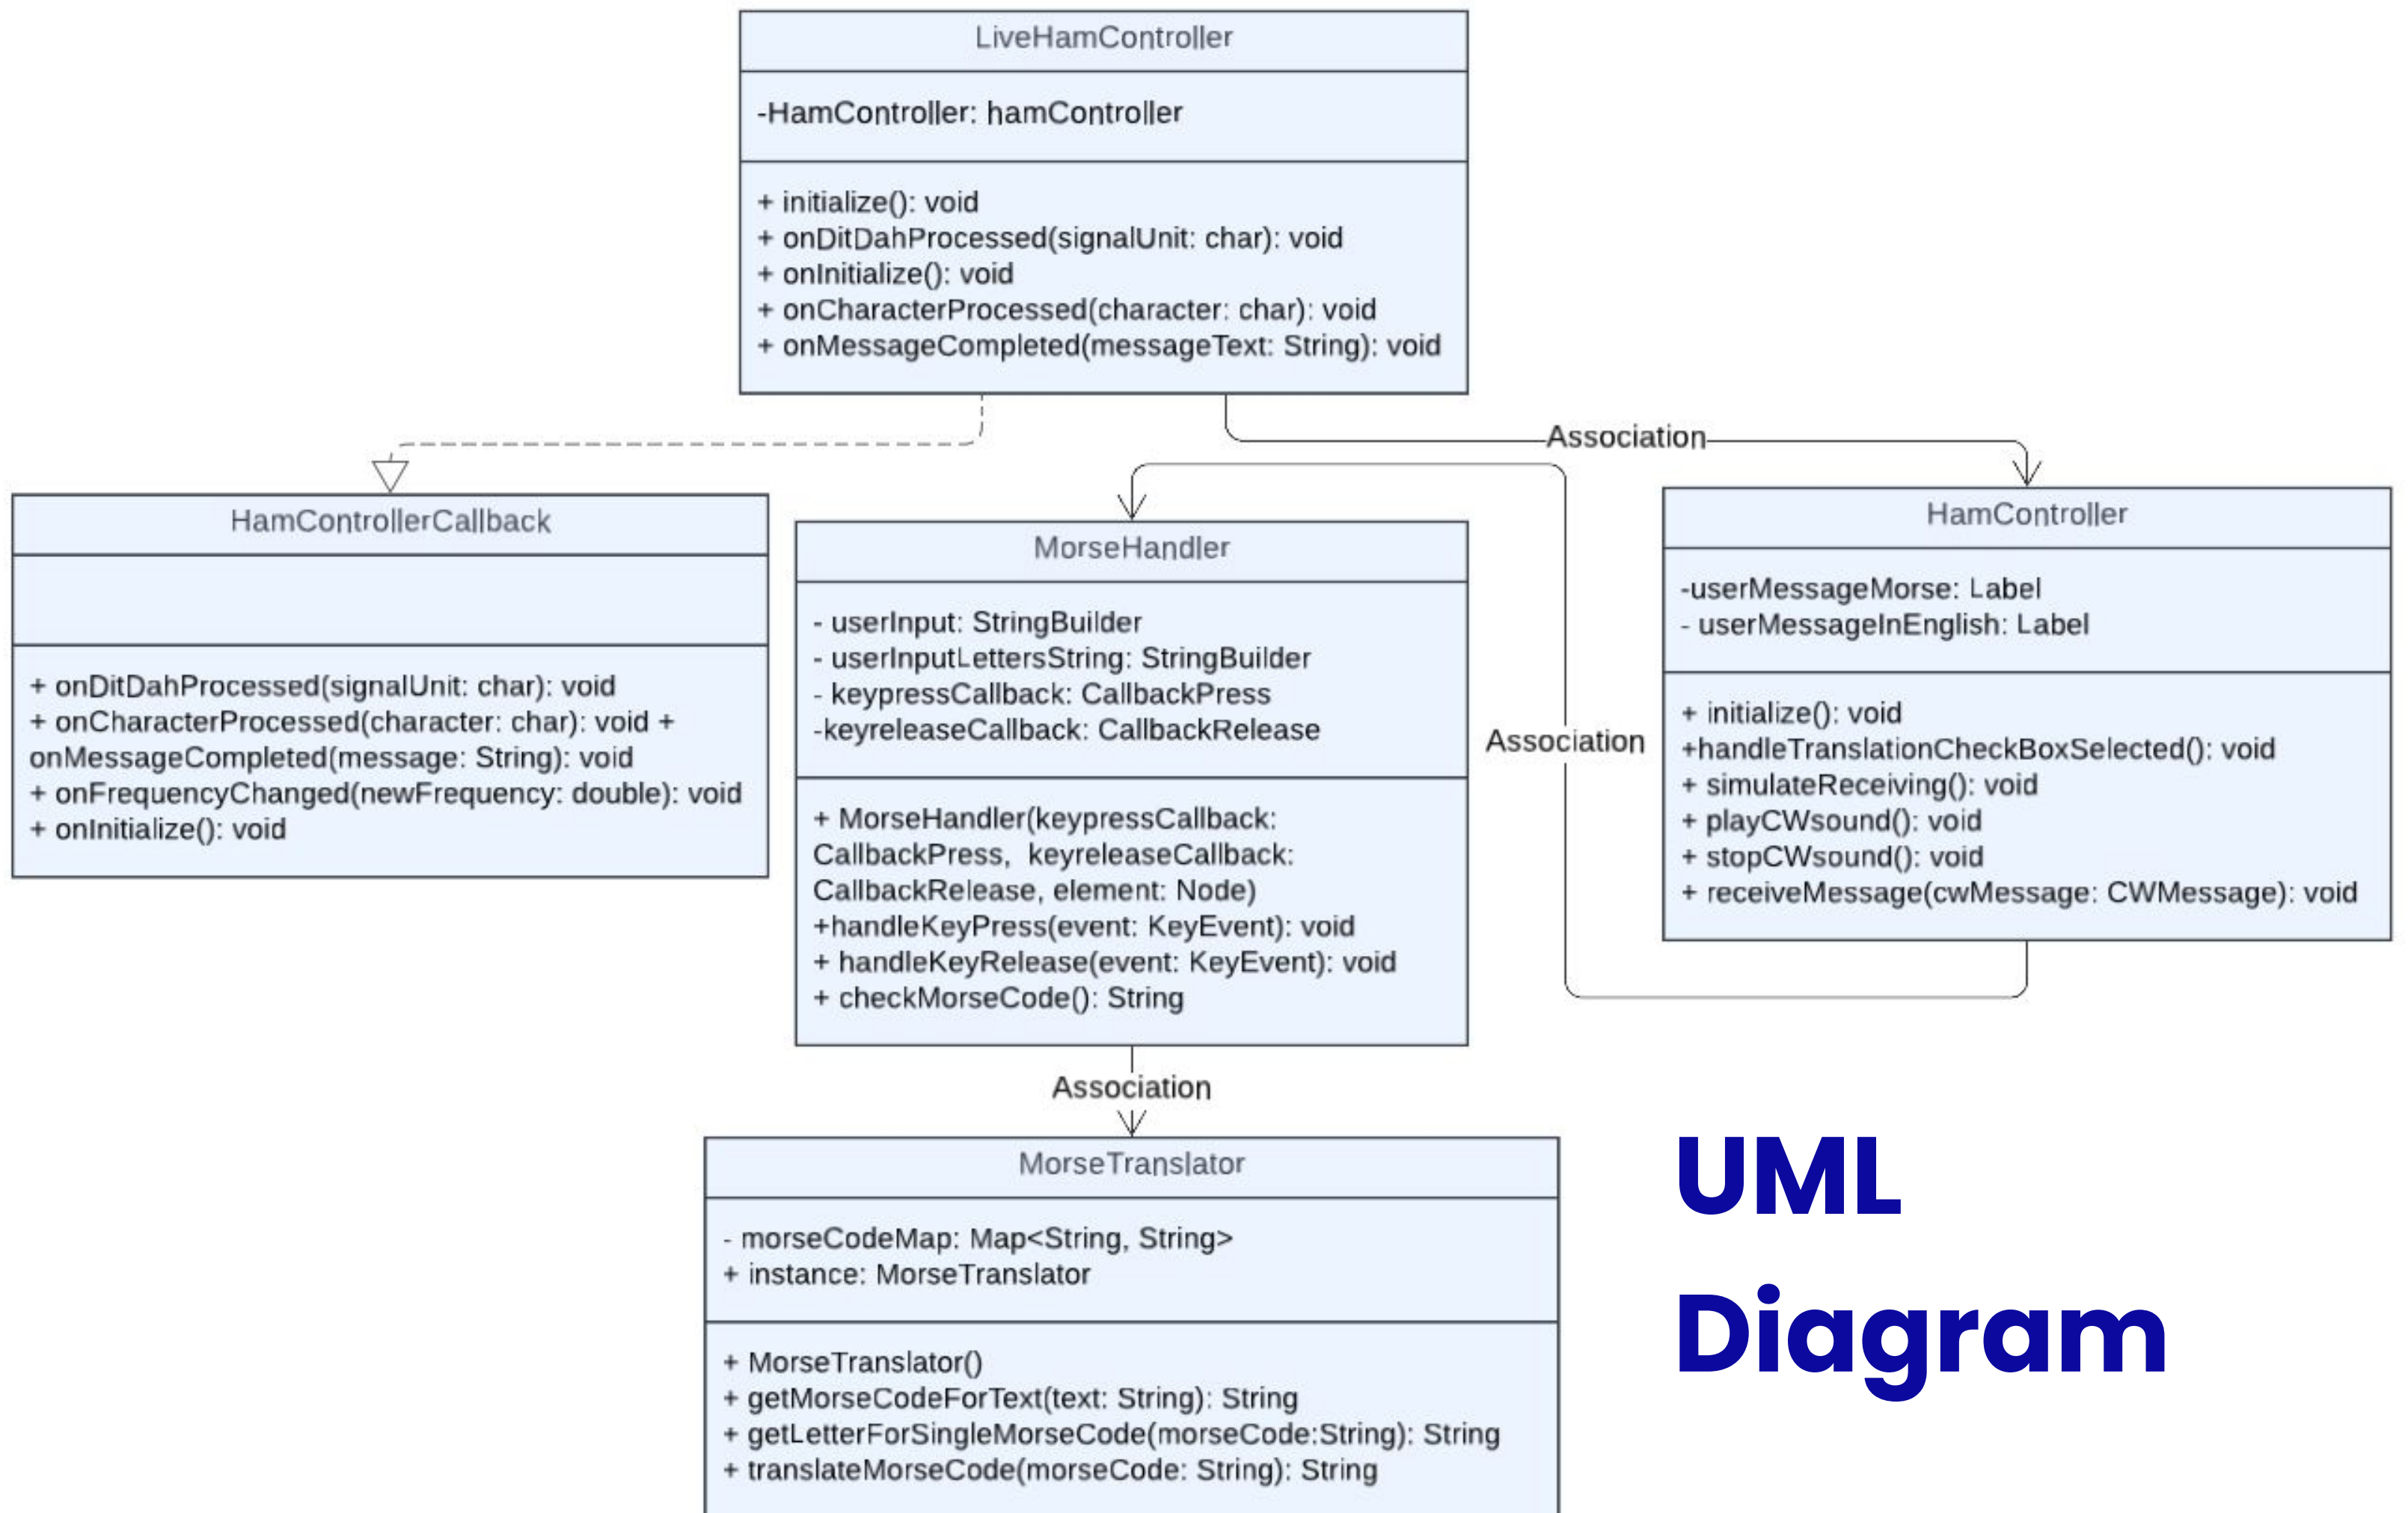 LiveHamController
-HamController: hamController
+ initialize(): void
+ onDitDahProcessed(signalUnit: char): void
+ onInitialize(): void
+ onCharacterProcessed(character: char): void
+ onMessageCompleted(messageText: String): void
Association
HamControllerCallback
+ onDitDahProcessed(signalUnit: char): void
+ onCharacterProcessed(character: char): void +
onMessageCompleted(message: String): void
+ onFrequencyChanged(newFrequency: double): void
+ onInitialize(): void
MorseHandler
- userInput: StringBuilder
- userInputLettersString: StringBuilder
- keypressCallback: CallbackPress
-keyreleaseCallback: CallbackRelease
+ MorseHandler(keypressCallback:
CallbackPress, keyreleaseCallback:
CallbackRelease, element: Node)
+handleKeyPress(event: KeyEvent): void
+ handleKeyRelease(event: KeyEvent): void
+ checkMorseCode(): String
Association
HamController
-userMessageMorse: Label
- userMessageInEnglish: Label
+ initialize(): void
+handleTranslationCheckBoxSelected(): void
+ simulateReceiving(): void
+ playCWsound(): void
+ stopCWsound(): void
+ receiveMessage(cwMessage: CWMessage): void
Association
MorseTranslator
- morseCodeMap: Map<String, String>
+ instance: MorseTranslator
+ MorseTranslator()
+ getMorseCodeForText(text: String): String
+ getLetterForSingleMorseCode(morseCode:String): String
+ translateMorseCode(morseCode: String): String
UML
Diagram